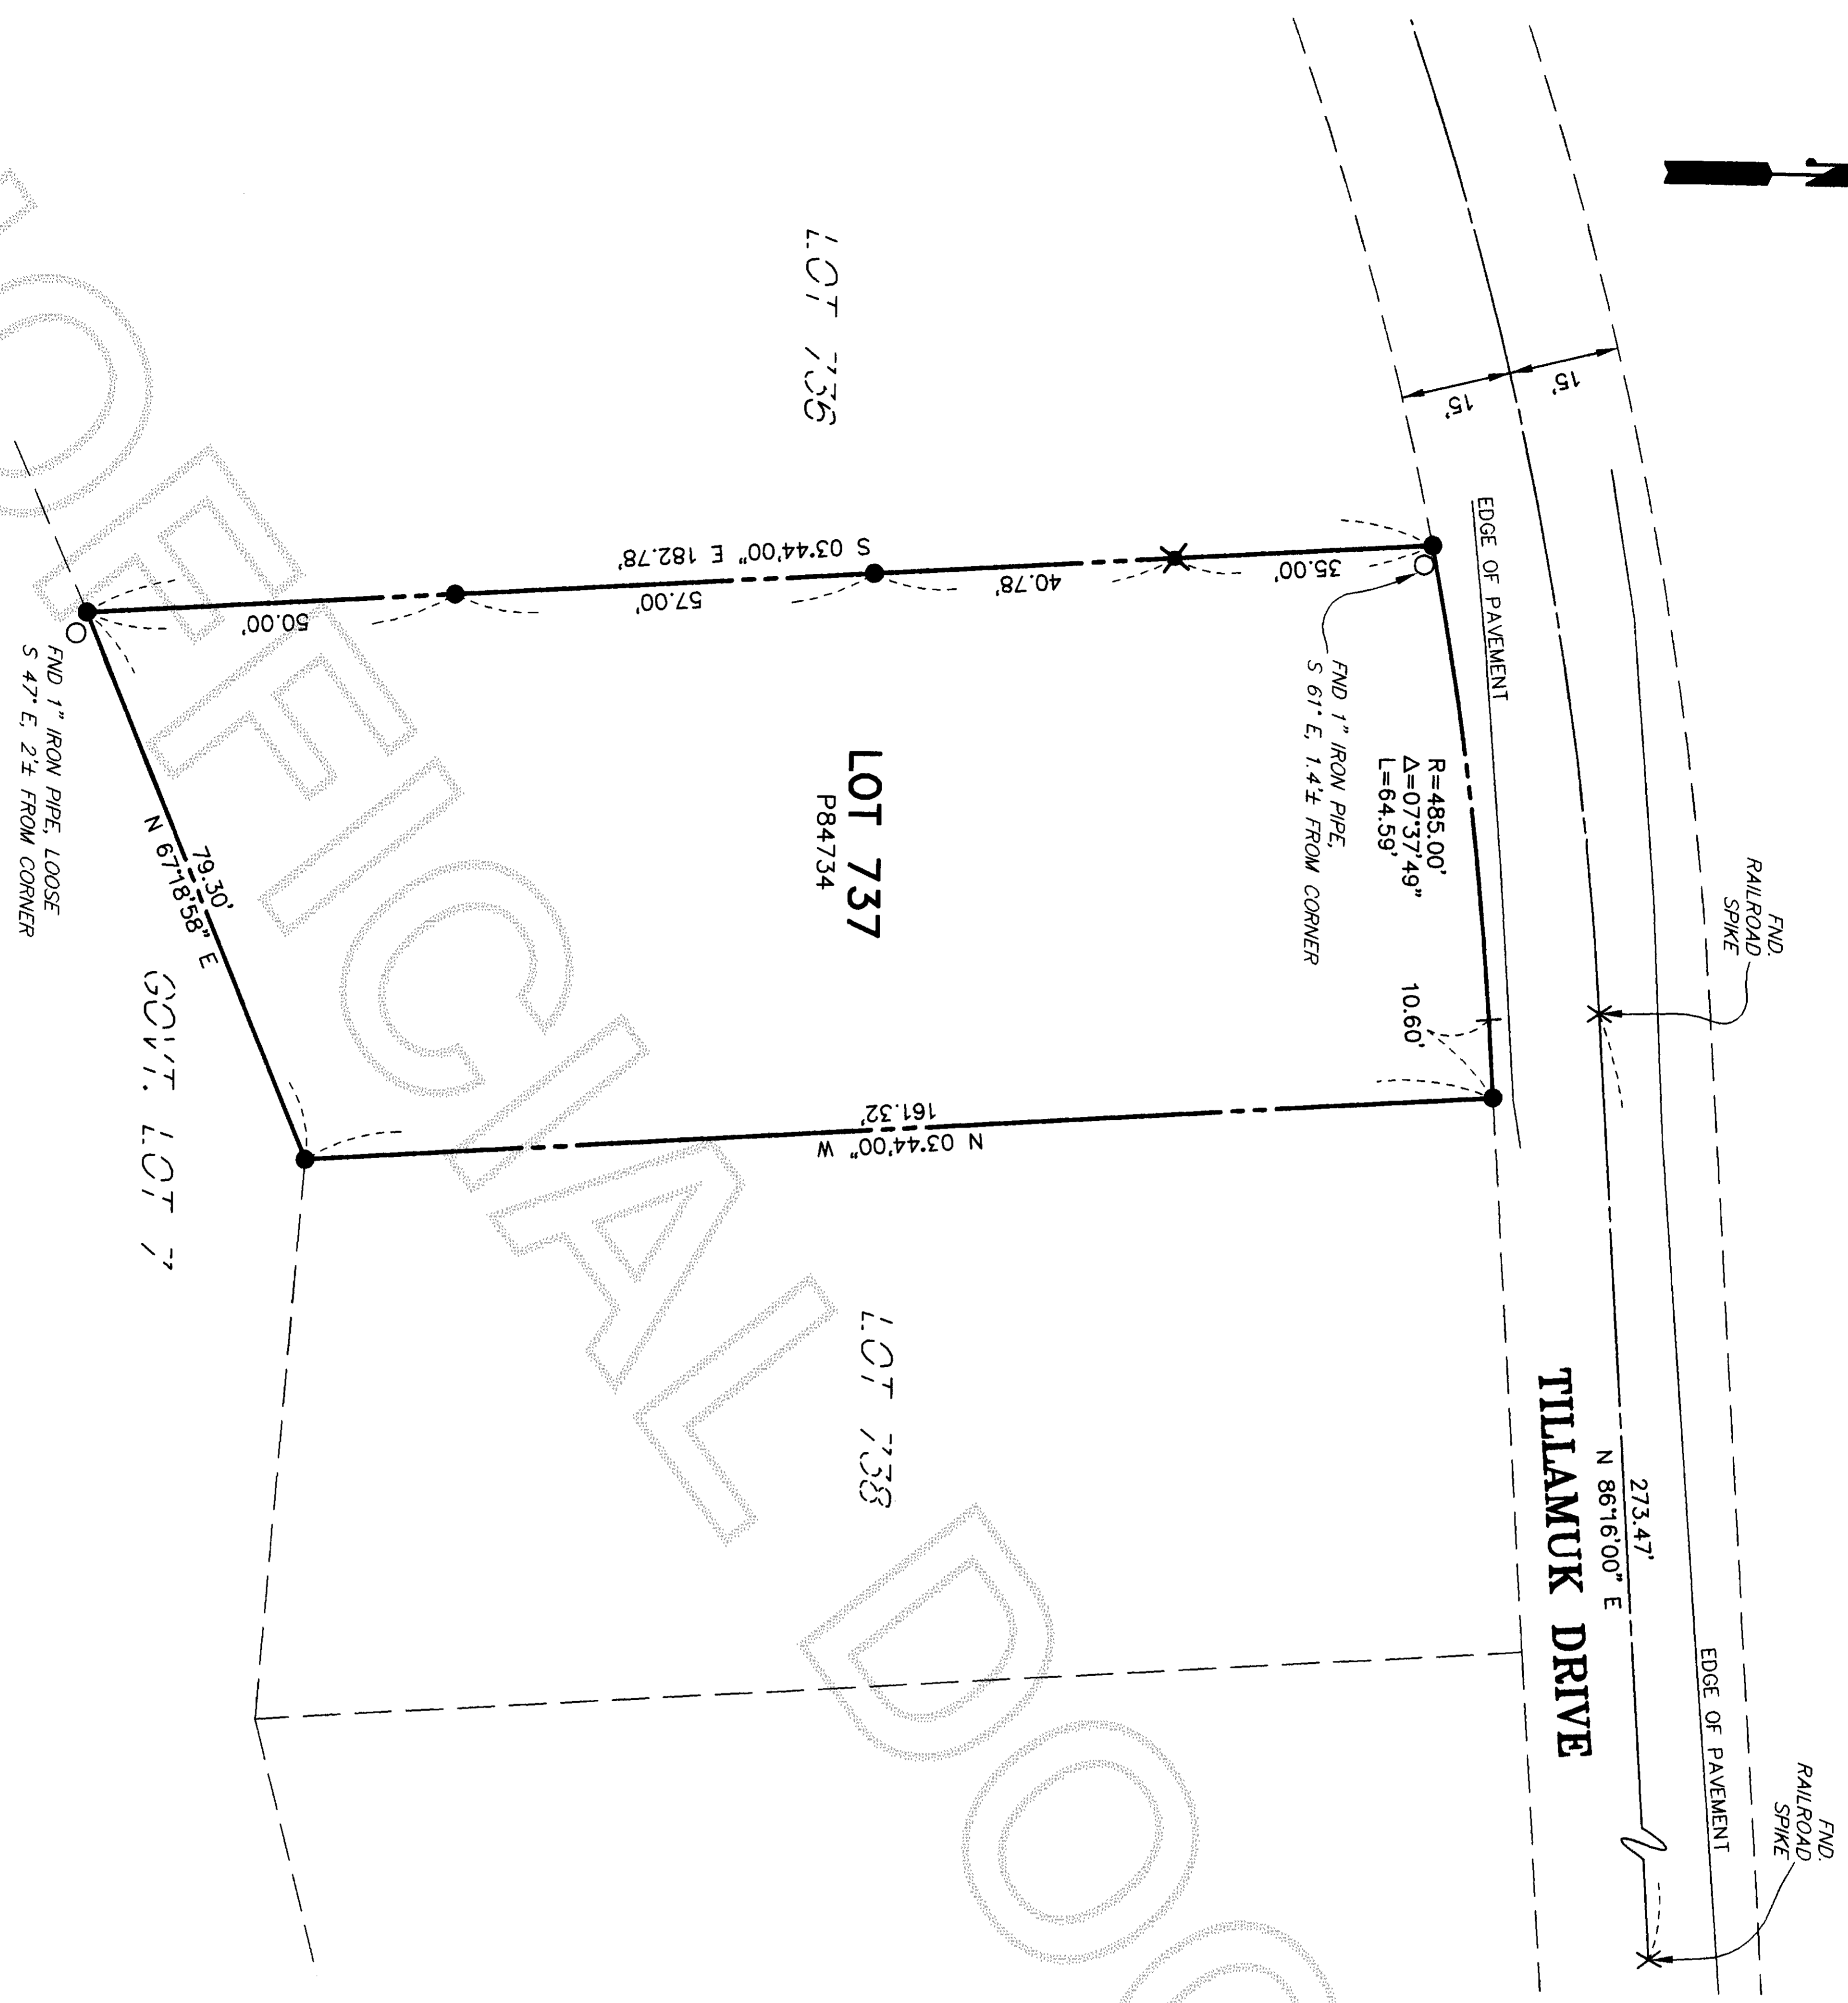 FND.
RAILROAD
SPIKE
FND.
RAILROAD
SPIKE
EDGE OF PAVEMENT
273.47'
N 86°16'00" E
TILLAMUK DRIVE
15'
15'
EDGE OF PAVEMENT
R=485.00'
Δ=07°37'49"
L=64.59'
10.60'
FND 1" IRON PIPE,
S 61° E, 1.4'± FROM CORNER
35.00'
40.78'
S 03°44'00" E 182.78'
57.00'
50.00'
LOT 736
LOT 737
P84734
LOT 738
N 03°44'00" W
161.32'
79.30'
N 67°18'58" E
GOVT. LOT 7
FND 1" IRON PIPE, LOOSE
S 47° E, 2'± FROM CORNER